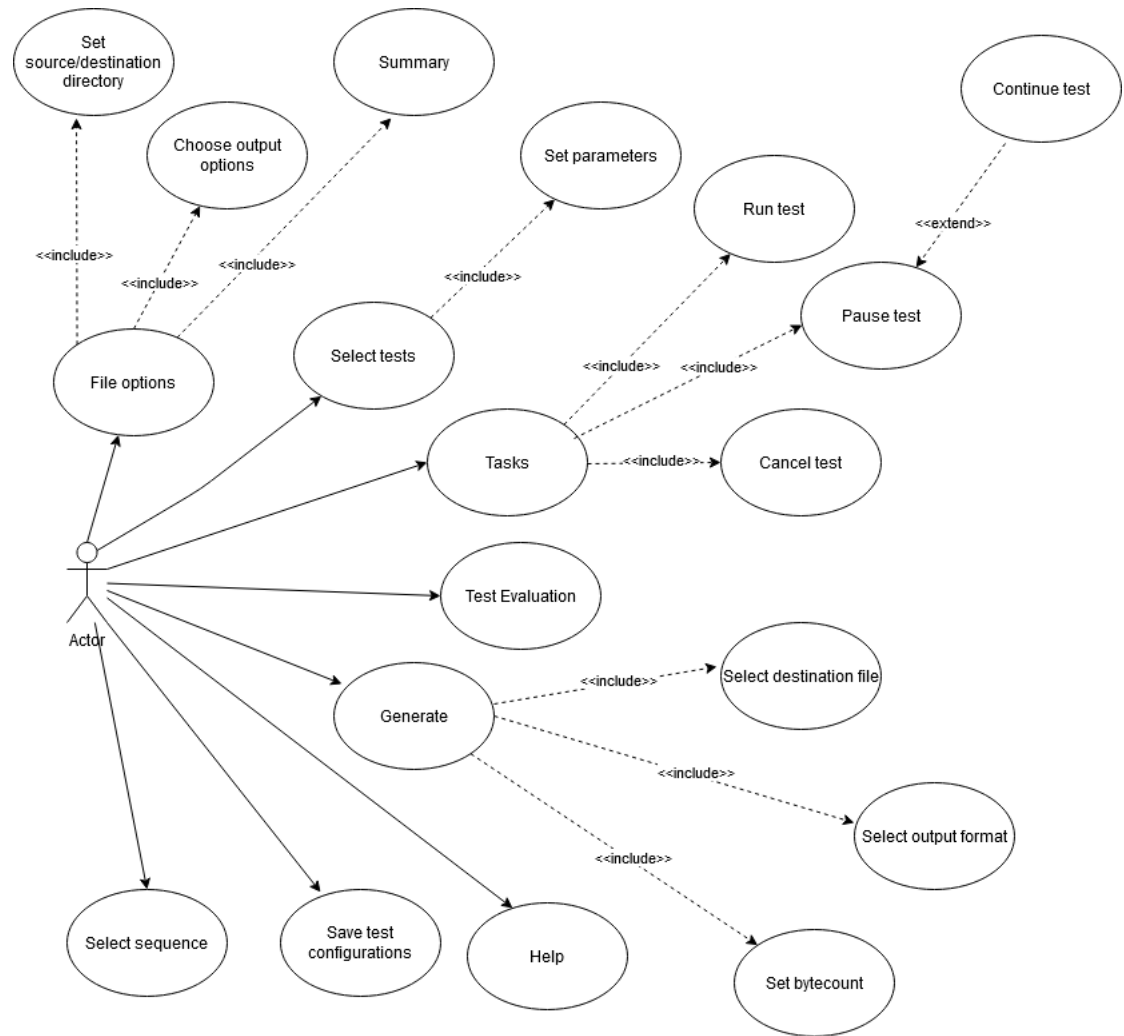 Set
source/destination
directory
Summary
Continue test
Choose output
options
Set parameters
Run test
<<extend>>
<<include>>
<<include>>
<<include>>
<<include>>
Pause test
Select tests
File options
<<include>>
<<include>>
Tasks
<<include>>
Cancel test
Test Evaluation
Actor
Select destination file
<<include>>
Generate
<<include>>
Select output format
<<include>>
Select sequence
Save test
configurations
Help
Set bytecount